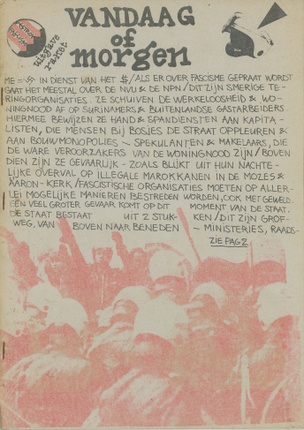 VANDAAG
of
morgen
uitgave
raket
ME = IN DIENST VAN HET $/ALS ER OVER FASCISME GEPRAAT WORDT
GAAT HET MEESTAL OVER DE NVU & DE NPN/DIT ZIJN SMERIGE TE-
RINGORGANISATIES. ZE SCHUIVEN DE WERKELOOSHEID & WO-
NINGNOOD AF OP SURINAMERS & BUITENLANDSE GASTARBEIDERS.
HIERMEE BEWIJZEN ZE HAND & SPANDIENSTEN AAN KAPITA-
LISTEN, DIE MENSEN BIJ BOSJES DE STRAAT OPPLEUREN &
AAN BOUWMONOPOLIES - SPEKULANTEN & MAKELAARS, DIE
DE WARE VEROORZAKERS VAN DE WONINGNOOD ZIJN/BOVEN
DIEN ZIJN ZE GEVAARLIJK - ZOALS BLIJKT UIT HUN NACHTE-
LIJKE OVERVAL OP ILLEGALE MAROKKANEN IN DE MOZES &
AÄRON-KERK/FASCISTIESE ORGANISATIES MOETEN OP ALLER-
LEI MOGELIJKE MANIEREN BESTREDEN WORDEN, OOK MET GEWELD.
EEN VEEL GROTER GEVAAR KOMT OP DIT MOMENT VAN DE STAAT.
DE STAAT BESTAAT UIT 2 STUK-
KEN/DIT ZIJN GROF-
WEG, VAN BOVEN NAAR BENEDEN - MINISTERIES, RAADS-
ZIE PAG 2